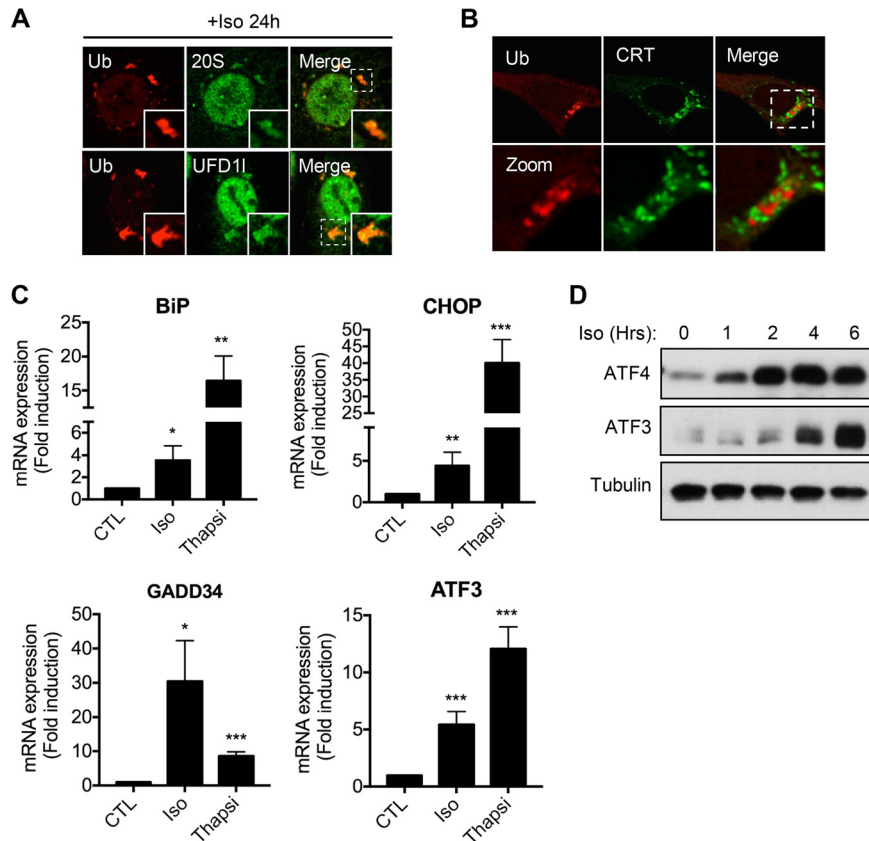 A
+Iso 24h
Ub 20S Merge
Ub UFD1l Merge
B
Ub CRT Merge
Zoom
C
BiP
mRNA expression
(Fold induction)
25
20
15
10
8
6
4
2
0
*
**
CTL Iso Thapsi
CHOP
mRNA expression
(Fold induction)
50
45
40
35
30
25
10
5
0
**
***
CTL Iso Thapsi
D
Iso (Hrs): 0 1 2 4 6
ATF4
ATF3
Tubulin
GADD34
mRNA expression
(Fold induction)
50
40
30
20
10
0
*
***
CTL Iso Thapsi
ATF3
mRNA expression
(Fold induction)
15
10
5
0
***
***
CTL Iso Thapsi